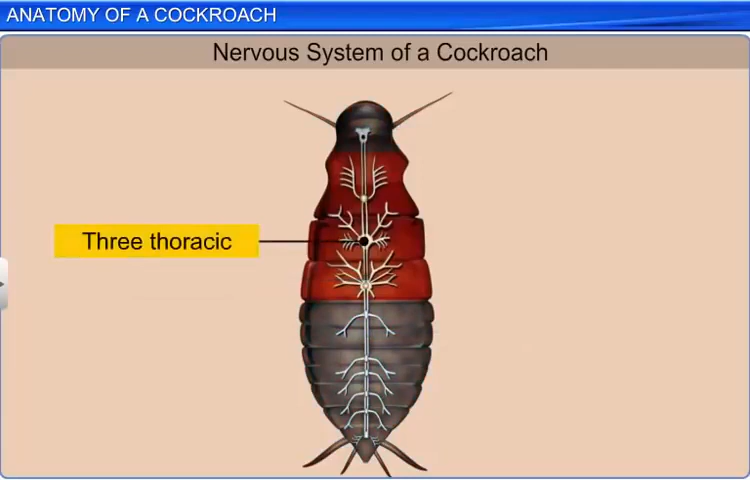 ANATOMY OF A COCKROACH
Nervous System of a Cockroach
Three thoracic